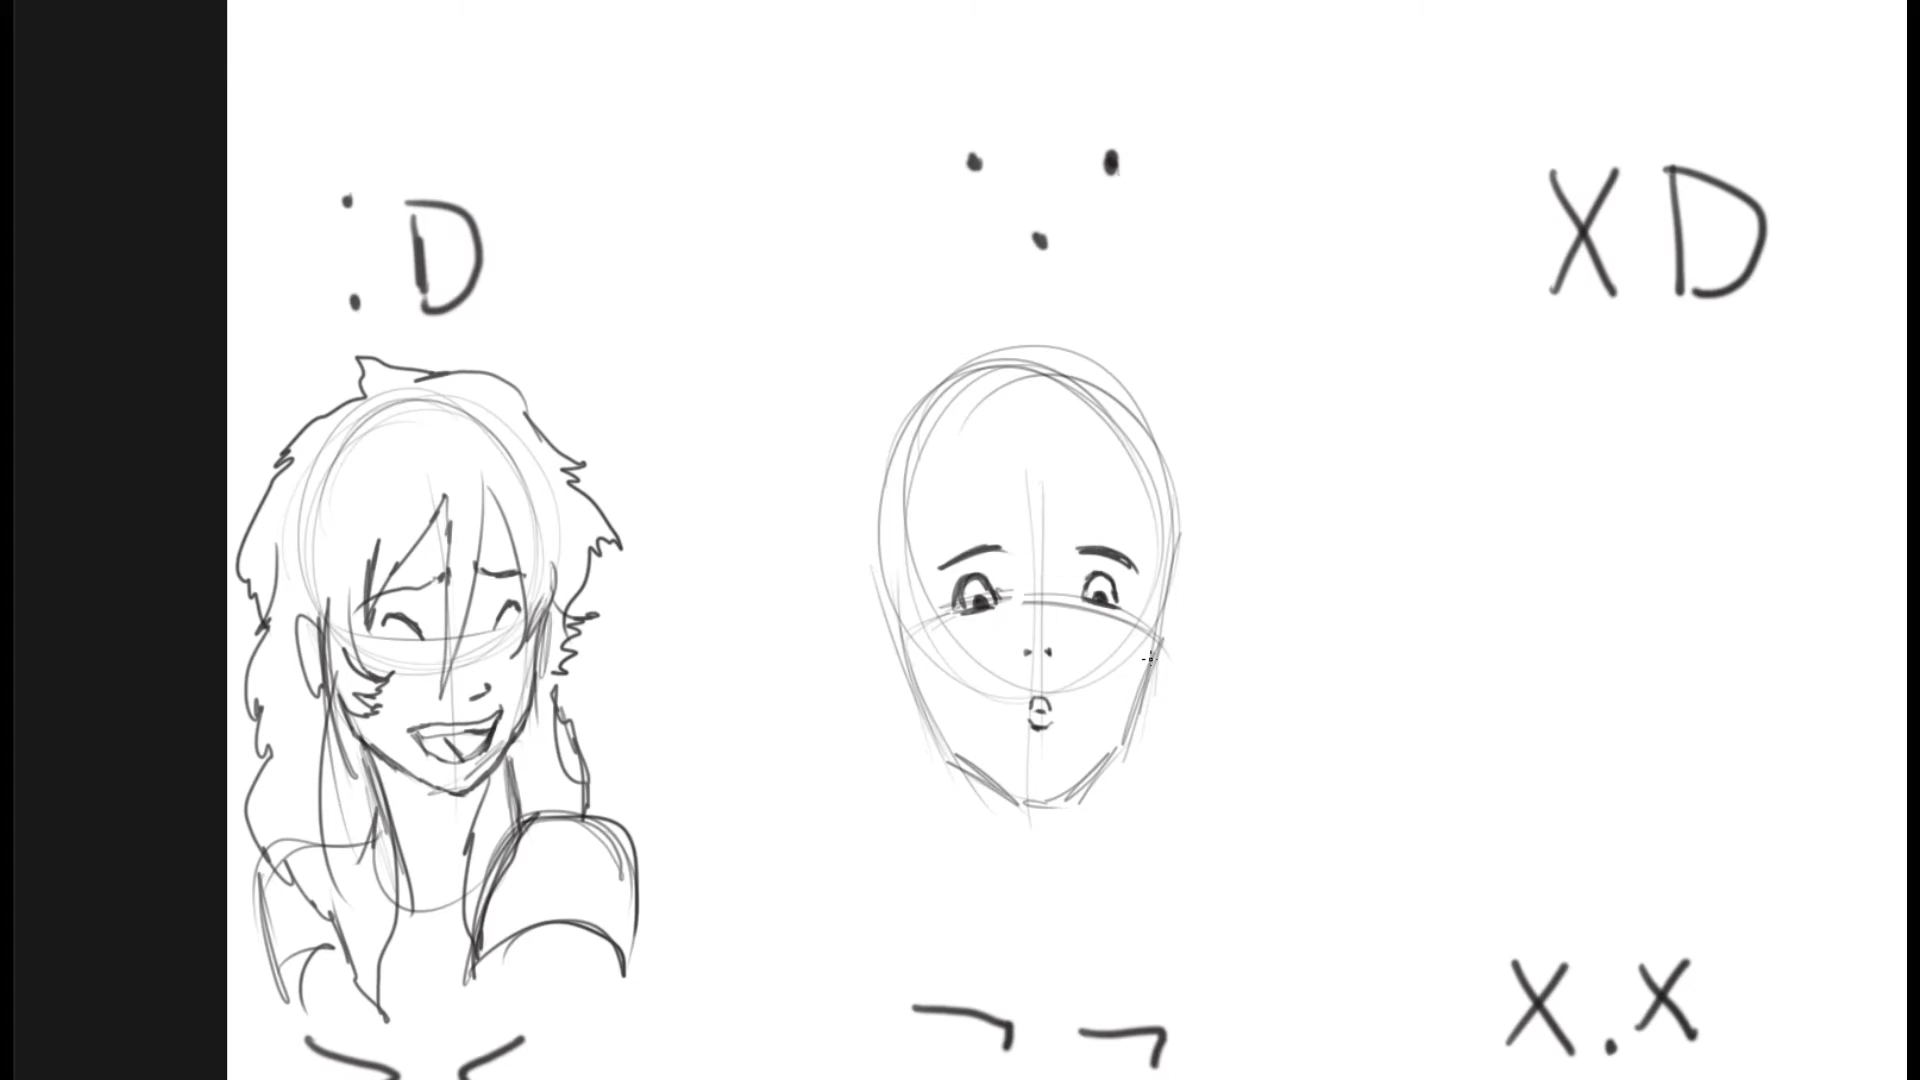 :D
. . .
XD
¬ ¬
X.X